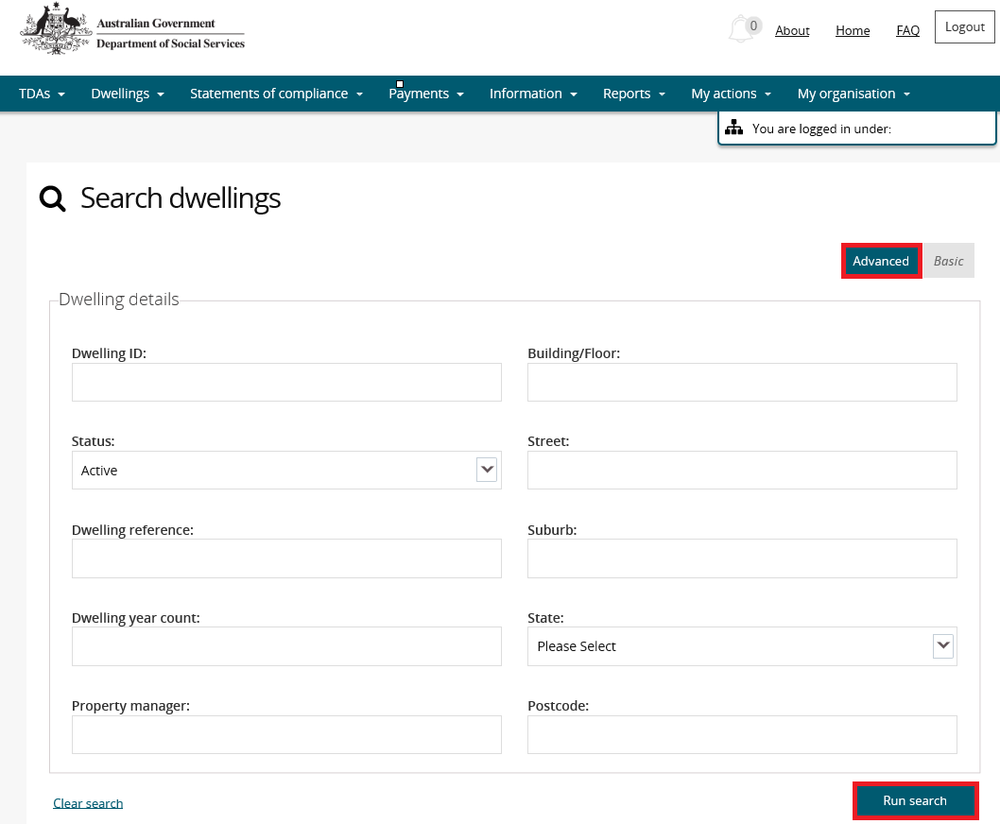 Australian Government
Department of Social Services
0
About
Home
FAQ
Logout
TDAs
Dwellings
Statements of compliance
Payments
Information
Reports
My actions
My organisation
You are logged in under:
Search dwellings
Advanced
Basic
Dwelling details
Dwelling ID:
Building/Floor:
Status:
Street:
Active
Dwelling reference:
Suburb:
Dwelling year count:
State:
Please Select
Property manager:
Postcode:
Clear search
Run search